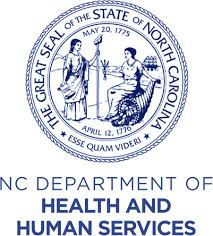 THE GREAT SEAL OF THE STATE OF NORTH CAROLINA
MAY 20, 1775
APRIL 12, 1776
ESSE QUAM VIDERI
NC DEPARTMENT OF
HEALTH AND
HUMAN SERVICES